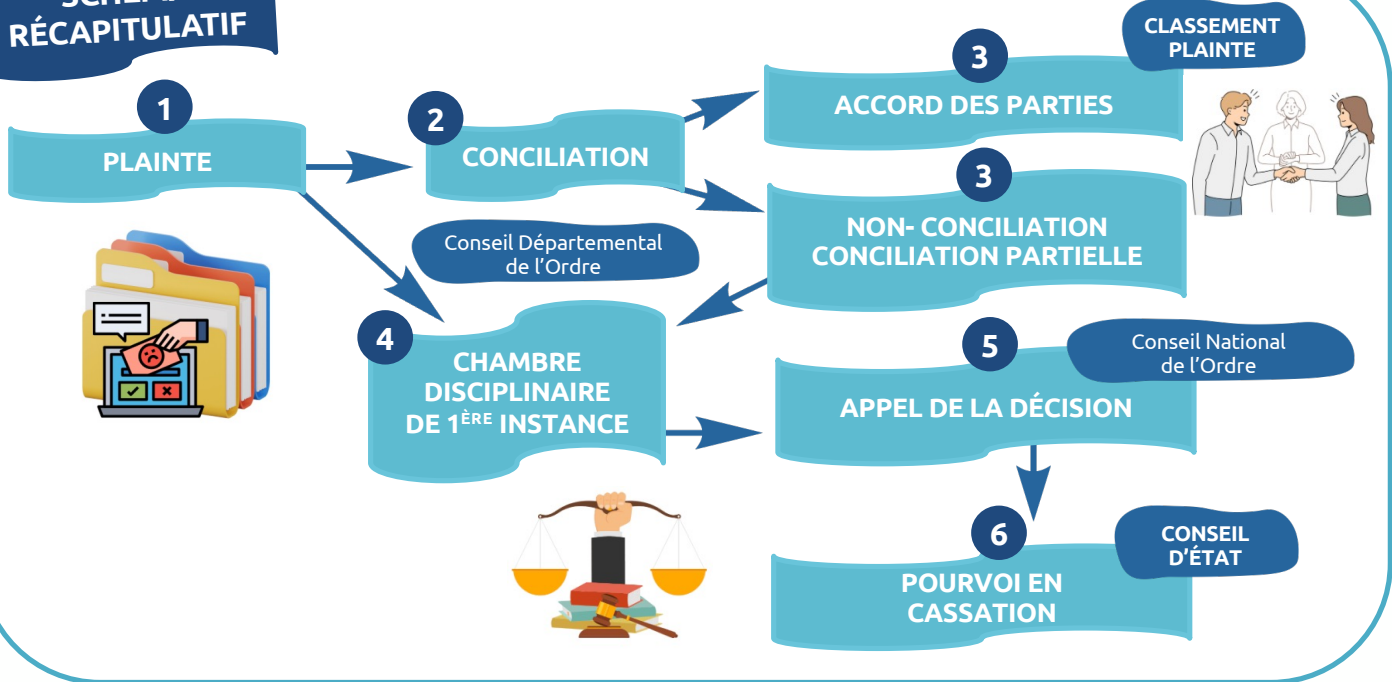 RÉCAPITULATIF
1
PLAINTE
2
CONCILIATION
Conseil Départemental
de l'Ordre
3
ACCORD DES PARTIES
CLASSEMENT
PLAINTE
3
NON- CONCILIATION
CONCILIATION PARTIELLE
4
CHAMBRE
DISCIPLINAIRE
DE 1ÈRE INSTANCE
5
APPEL DE LA DÉCISION
Conseil National
de l'Ordre
6
POURVOI EN
CASSATION
CONSEIL
D'ÉTAT